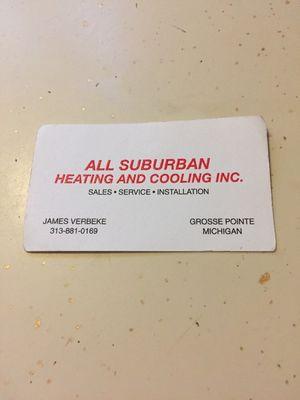 ALL SUBURBAN
HEATING AND COOLING INC.
SALES • SERVICE • INSTALLATION
JAMES VERBEKE
313-881-0169
GROSSE POINTE
MICHIGAN